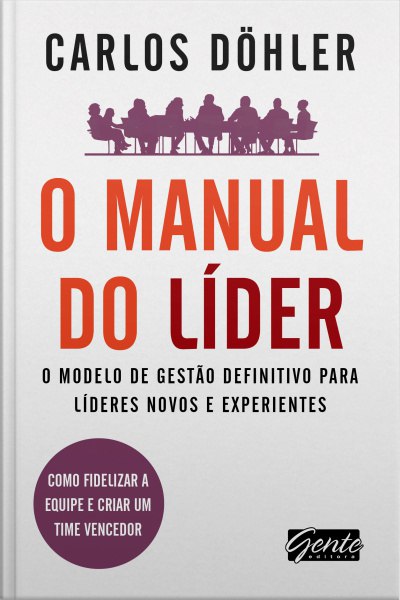 CARLOS DÖHLER
O MANUAL
DO LÍDER
O MODELO DE GESTÃO DEFINITIVO PARA
LÍDERES NOVOS E EXPERIENTES
COMO FIDELIZAR A
EQUIPE E CRIAR UM
TIME VENCEDOR
Gente
editora